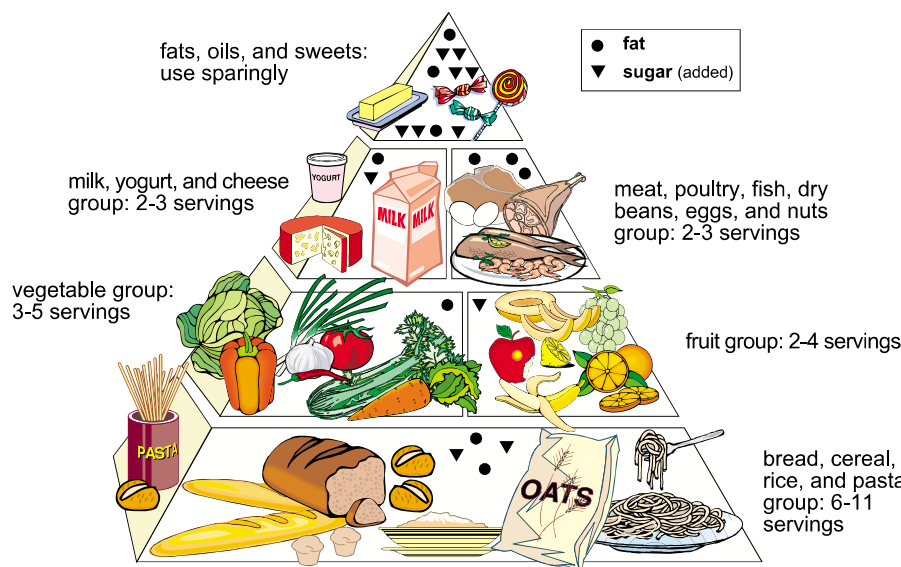 fats, oils, and sweets:
use sparingly
fat
sugar (added)
YOGURT
milk, yogurt, and cheese
group: 2-3 servings
MILK
MILK
meat, poultry, fish, dry
beans, eggs, and nuts
group: 2-3 servings
vegetable group:
3-5 servings
fruit group: 2-4 servings
PASTA
OATS
bread, cereal,
rice, and pasta
group: 6-11
servings